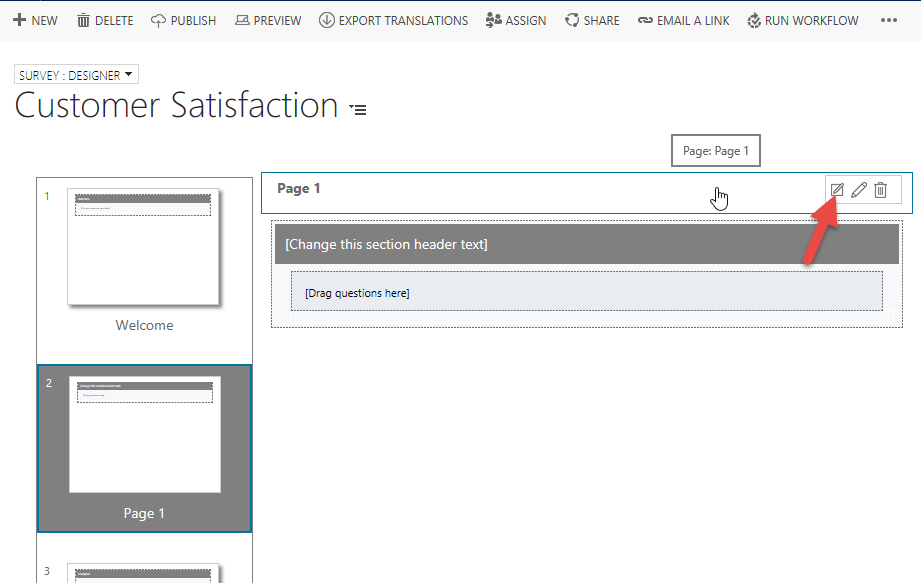 NEW DELETE PUBLISH PREVIEW EXPORT TRANSLATIONS ASSIGN SHARE EMAIL A LINK RUN WORKFLOW
SURVEY : DESIGNER
Customer Satisfaction
Page: Page 1
Page 1
[Change this section header text]
[Drag questions here]
1
Welcome
2
Page 1
3